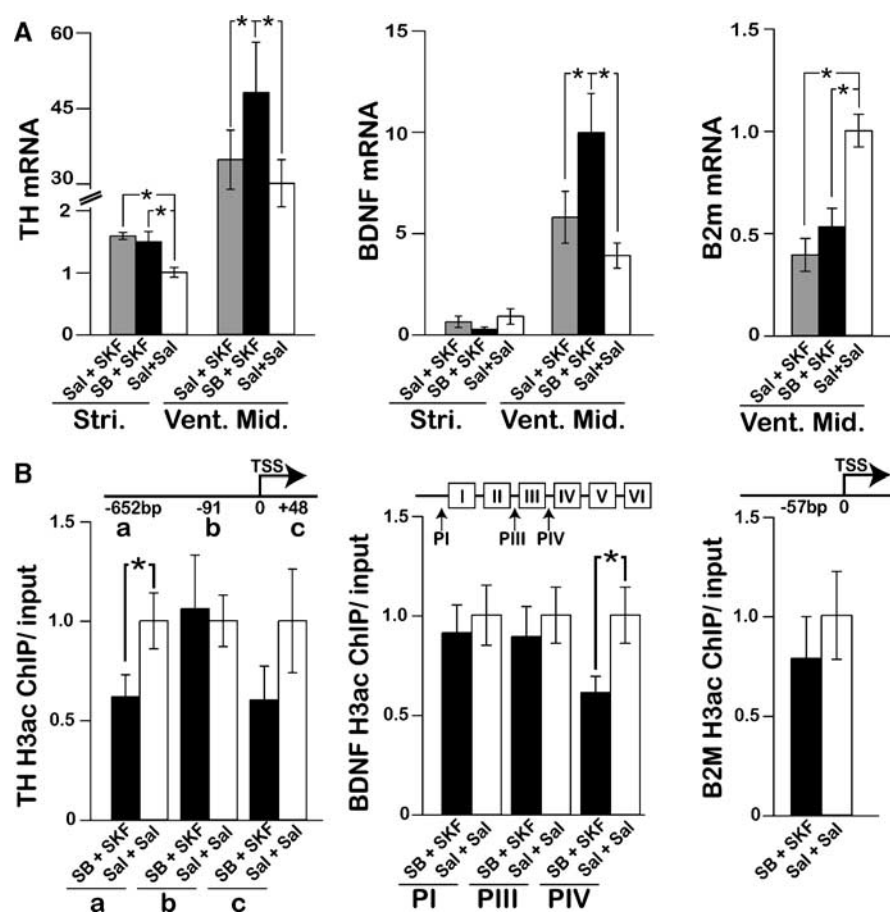 A
TH mRNA
60
45
30
2
1
0
* *
* *
Sal + SKF
SB + SKF
Sal+Sal
Sal + SKF
SB + SKF
Sal+Sal
Stri. Vent. Mid.
BDNF mRNA
15
10
5
0
* *
Sal + SKF
SB + SKF
Sal+Sal
Sal + SKF
SB + SKF
Sal+Sal
Stri. Vent. Mid.
B2m mRNA
1.5
1.0
0.5
0
*
*
Sal + SKF
SB + SKF
Sal+Sal
Vent. Mid.
B
TSS
-652bp -91 0 +48
a b c
TH H3ac ChIP/ input
1.5
1.0
0.5
0
*
SB + SKF
Sal + Sal
SB + SKF
Sal + Sal
SB + SKF
Sal + Sal
a b c
I II III IV V VI
PI PIII PIV
BDNF H3ac ChIP/ input
1.5
1.0
0.5
0
*
SB + SKF
Sal + Sal
SB + SKF
Sal + Sal
SB + SKF
Sal + Sal
PI PIII PIV
TSS
-57bp 0
B2M H3ac ChIP/ input
1.5
1.0
0.5
0
SB + SKF
Sal + Sal